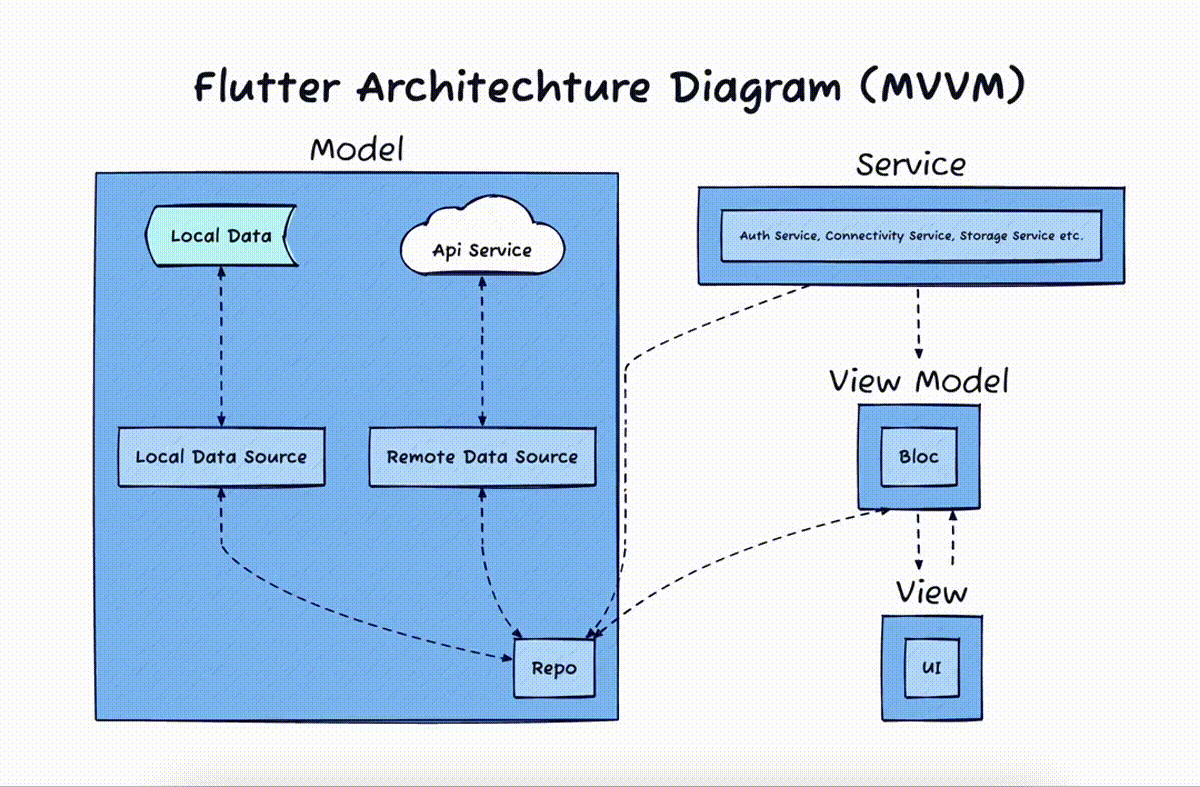 Flutter Architechture Diagram (MVVM)
Model
Service
Local Data
Api Service
Auth Service, Connectivity Service, Storage Service etc.
View Model
Local Data Source
Remote Data Source
Bloc
View
Repo
UI